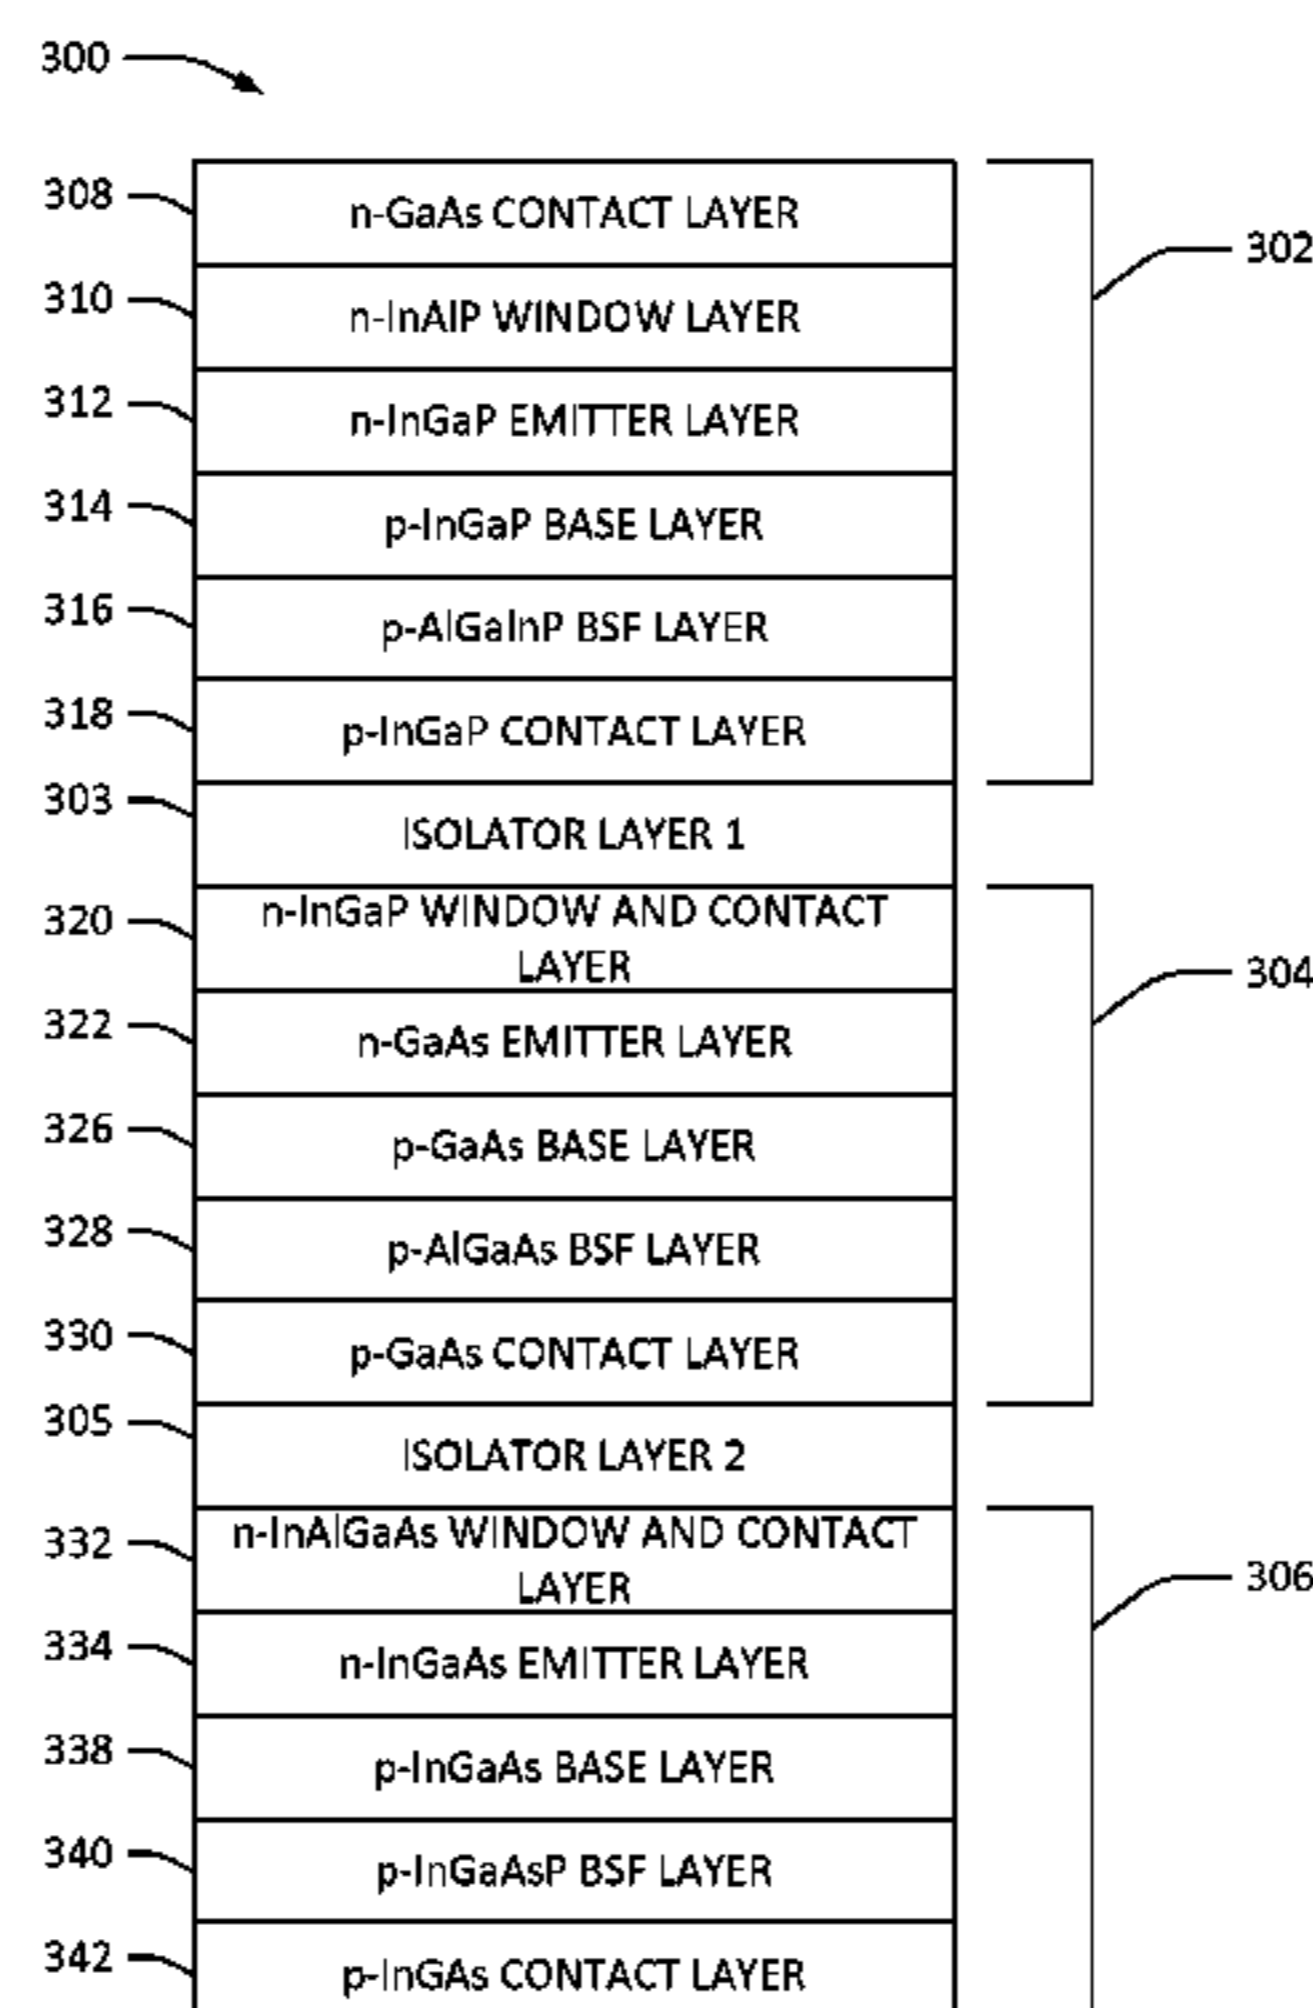 300
308
n-GaAs CONTACT LAYER
302
310
n-InAlP WINDOW LAYER
312
n-InGaP EMITTER LAYER
314
p-InGaP BASE LAYER
316
p-AlGaInP BSF LAYER
318
p-InGaP CONTACT LAYER
303
ISOLATOR LAYER 1
320
n-InGaP WINDOW AND CONTACT
LAYER
304
322
n-GaAs EMITTER LAYER
326
p-GaAs BASE LAYER
328
p-AlGaAs BSF LAYER
330
p-GaAs CONTACT LAYER
305
ISOLATOR LAYER 2
332
n-InAlGaAs WINDOW AND CONTACT
LAYER
306
334
n-InGaAs EMITTER LAYER
338
p-InGaAs BASE LAYER
340
p-InGaAsP BSF LAYER
342
p-InGAs CONTACT LAYER